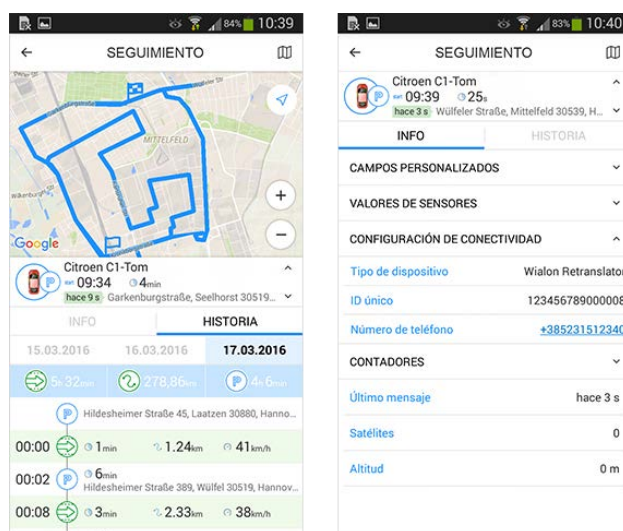 84% 10:39
SEGUIMIENTO
MITTELFELD
Google
Citroen C1-Tom
09:34 4min
hace 9 s Garkenburgstraße, Seelhorst 30519...
INFO HISTORIA
15.03.2016 16.03.2016 17.03.2016
5h 32min 278,86km 4h 6min
Hildesheimer Straße 45, Laatzen 30880, Hanno...
00:00 1min 1.24km 41km/h
00:02 6min
Hildesheimer Straße 389, Wülfel 30519, Hannov...
00:08 3min 2.33km 38km/h
83% 10:40
SEGUIMIENTO
Citroen C1-Tom
09:39 25s
hace 3 s Wülfeler Straße, Mittelfeld 30539, H...
INFO HISTORIA
CAMPOS PERSONALIZADOS
VALORES DE SENSORES
CONFIGURACIÓN DE CONECTIVIDAD
Tipo de dispositivo Wialon Retranslator
ID único 123456789000008
Número de teléfono +385231512340
CONTADORES
Último mensaje hace 3 s
Satélites 0
Altitud 0 m